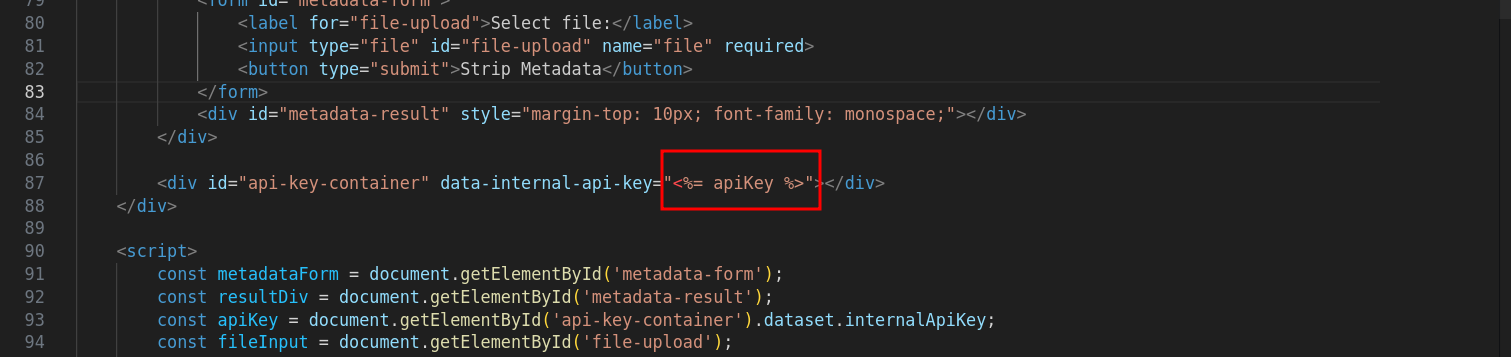 79 <form id="metadata-form">
80 <label for="file-upload">Select file:</label>
81 <input type="file" id="file-upload" name="file" required>
82 <button type="submit">Strip Metadata</button>
83 </form>
84 <div id="metadata-result" style="margin-top: 10px; font-family: monospace;"></div>
85 </div>
86
87 <div id="api-key-container" data-internal-api-key="<%= apiKey %>"></div>
88 </div>
89
90 <script>
91 const metadataForm = document.getElementById('metadata-form');
92 const resultDiv = document.getElementById('metadata-result');
93 const apiKey = document.getElementById('api-key-container').dataset.internalApiKey;
94 const fileInput = document.getElementById('file-upload');